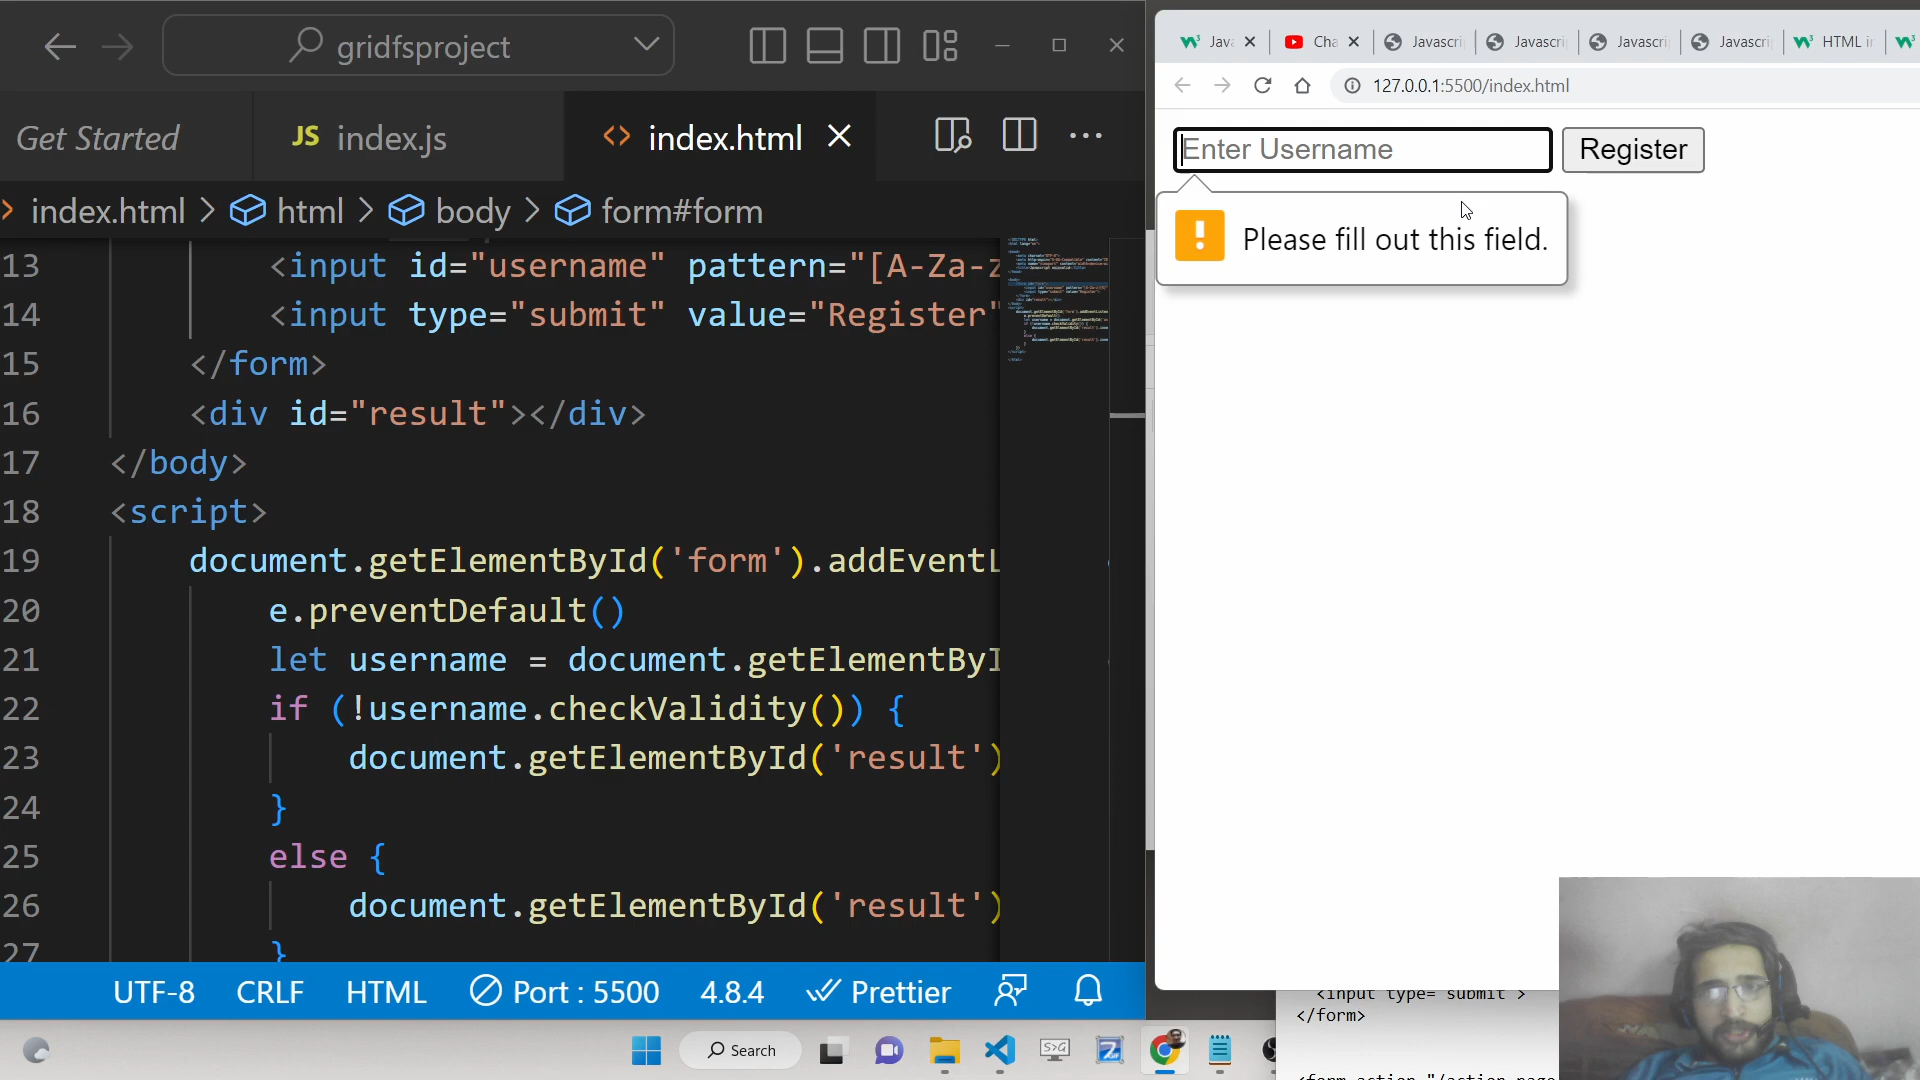 gridfsproject
Get Started
JS index.js
<> index.html
index.html > html > body > form#form
13 <input id="username" pattern="[A-Za-z
14 <input type="submit" value="Register"
15 </form>
16 <div id="result"></div>
17 </body>
18 <script>
19 document.getElementById('form').addEventL
20 e.preventDefault()
21 let username = document.getElementByI
22 if (!username.checkValidity()) {
23 document.getElementById('result')
24 }
25 else {
26 document.getElementById('result')
27 }
UTF-8 CRLF HTML Port : 5500 4.8.4 Prettier
Java Cha Javascri Javascri Javascri Javascri HTML in
127.0.0.1:5500/index.html
Enter Username Register
Please fill out this field.
<input type="submit">
</form>
<form action="/action_page
Search